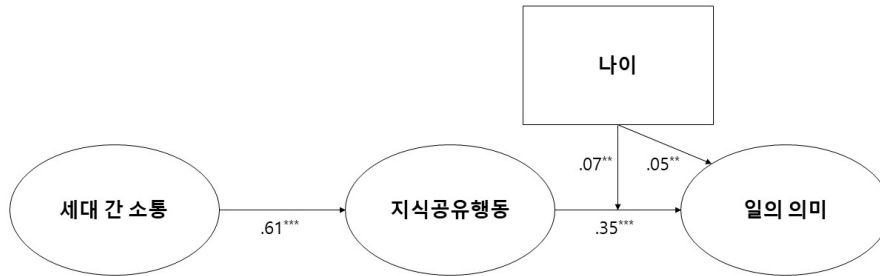 나이
.07**
.05**
세대 간 소통
지식공유행동
일의 의미
.61***
.35***